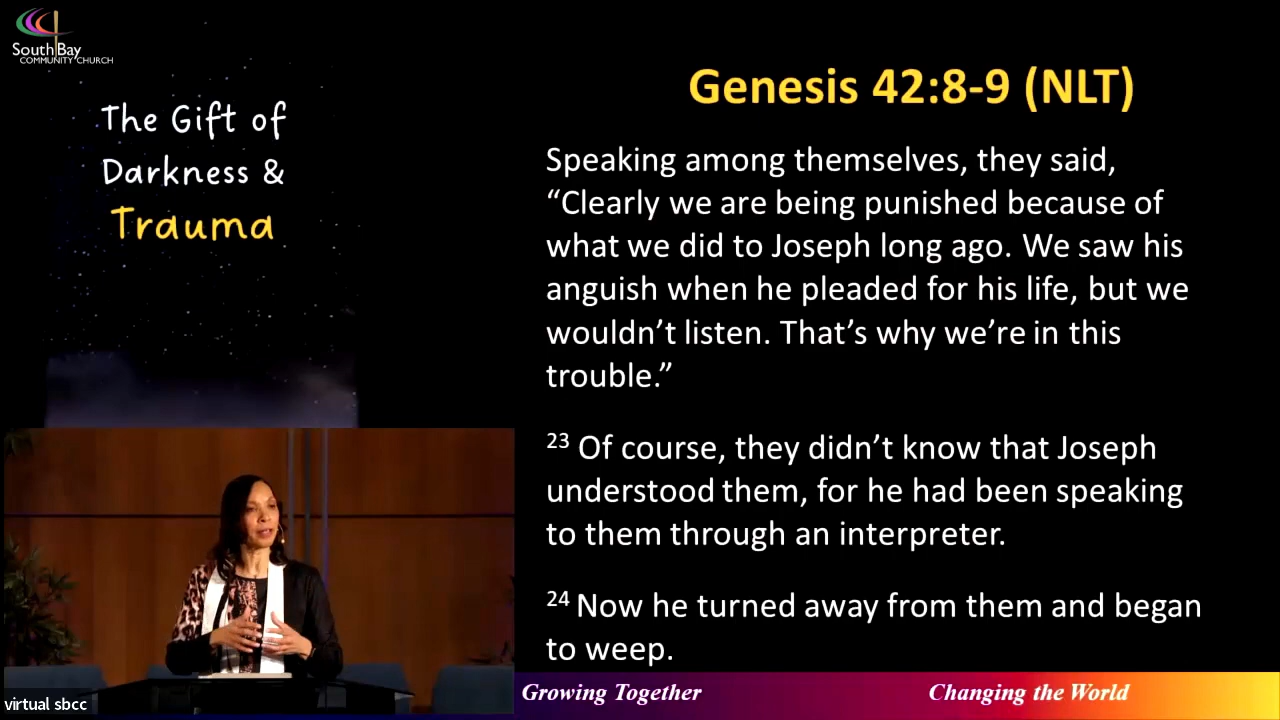 South Bay
COMMUNITY CHURCH
The Gift of
Darkness &
Trauma
Genesis 42:8-9 (NLT)
Speaking among themselves, they said,
“Clearly we are being punished because of
what we did to Joseph long ago. We saw his
anguish when he pleaded for his life, but we
wouldn’t listen. That’s why we’re in this
trouble.”
23 Of course, they didn’t know that Joseph
understood them, for he had been speaking
to them through an interpreter.
24 Now he turned away from them and began
to weep.
virtual sbcc
Growing Together
Changing the World